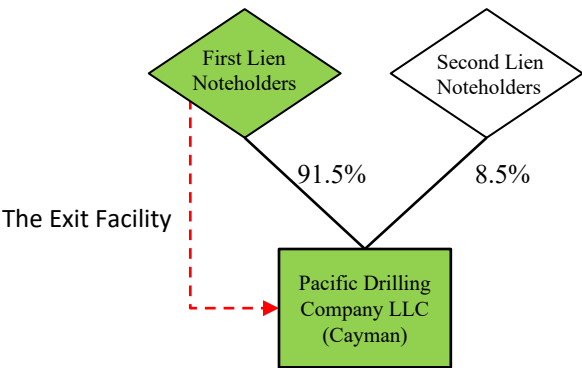 First Lien
Noteholders
Second Lien
Noteholders
91.5%
8.5%
The Exit Facility
Pacific Drilling
Company LLC
(Cayman)